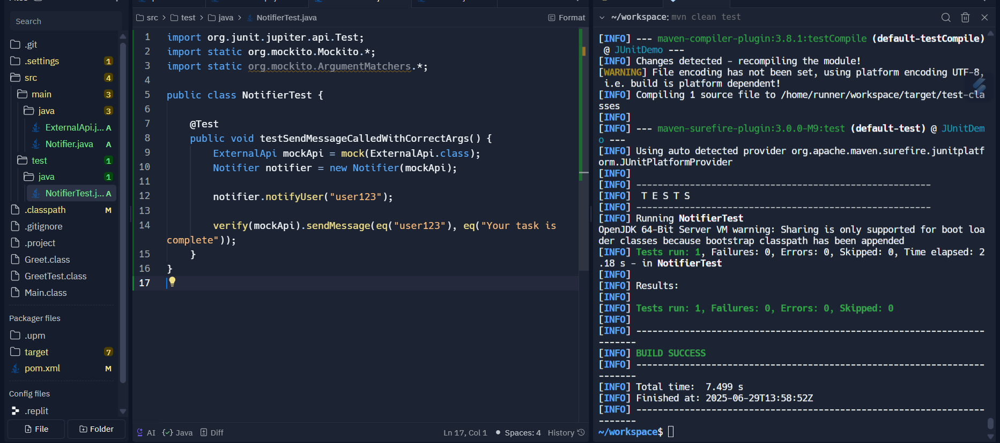 Search
.git
.settings 1
src 4
main 3
java 3
ExternalApi.j... A
Notifier.java A
test 1
java 1
NotifierTest.j... A
.classpath M
.gitignore
.project
Greet.class
GreetTest.class
Main.class
Packager files
.upm
target 7
pom.xml M
Config files
.replit
File Folder
src > test > java > NotifierTest.java Format
1 import org.junit.jupiter.api.Test;
2 import static org.mockito.Mockito.*;
3 import static org.mockito.ArgumentMatchers.*;
4
5 public class NotifierTest {
6
7 @Test
8 public void testSendMessageCalledWithCorrectArgs() {
9 ExternalApi mockApi = mock(ExternalApi.class);
10 Notifier notifier = new Notifier(mockApi);
11
12 notifier.notifyUser("user123");
13
14 verify(mockApi).sendMessage(eq("user123"), eq("Your task is
complete"));
15 }
16 }
17
AI Java Diff Ln 17, Col 1 Spaces: 4 History
~/workspace: mvn clean test
[INFO] --- maven-compiler-plugin:3.8.1:testCompile (default-testCompile)
@ JUnitDemo ---
[INFO] Changes detected - recompiling the module!
[WARNING] File encoding has not been set, using platform encoding UTF-8,
i.e. build is platform dependent!
[INFO] Compiling 1 source file to /home/runner/workspace/target/test-cla
sses
[INFO]
[INFO] --- maven-surefire-plugin:3.0.0-M9:test (default-test) @ JUnitDem
o ---
[INFO] Using auto detected provider org.apache.maven.surefire.junitplatf
orm.JUnitPlatformProvider
[INFO]
[INFO] -------------------------------------------------------
[INFO] T E S T S
[INFO] -------------------------------------------------------
[INFO] Running NotifierTest
OpenJDK 64-Bit Server VM warning: Sharing is only supported for boot loa
der classes because bootstrap classpath has been appended
[INFO] Tests run: 1, Failures: 0, Errors: 0, Skipped: 0, Time elapsed: 2
.18 s - in NotifierTest
[INFO]
[INFO] Results:
[INFO]
[INFO] Tests run: 1, Failures: 0, Errors: 0, Skipped: 0
[INFO]
[INFO] -----------------------------------------------------------------
-------
[INFO] BUILD SUCCESS
[INFO] -----------------------------------------------------------------
-------
[INFO] Total time: 7.499 s
[INFO] Finished at: 2025-06-29T13:58:52Z
[INFO] -----------------------------------------------------------------
-------
~/workspace$